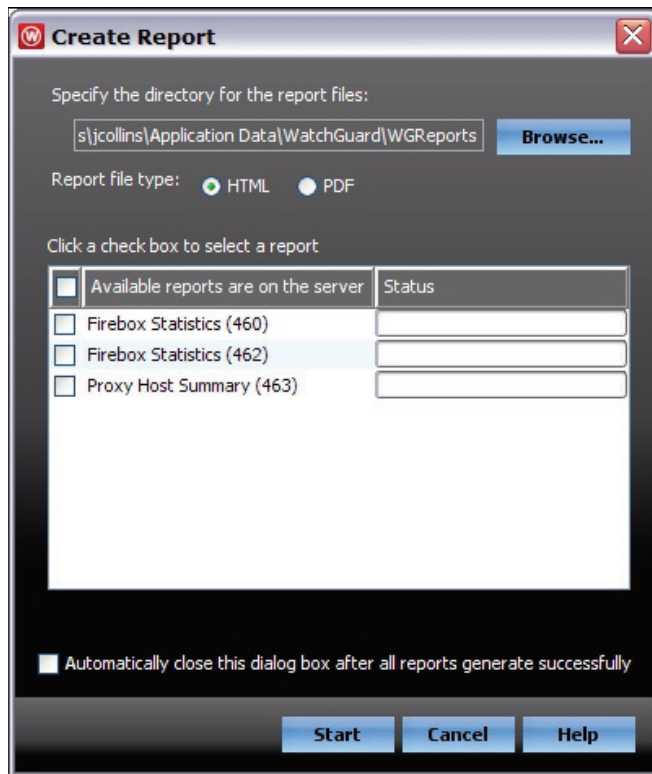 W Create Report
Specify the directory for the report files:
s\jcollins\Application Data\WatchGuard\WGReports Browse...
Report file type: HTML PDF
Click a check box to select a report
Available reports are on the server Status
Firebox Statistics (460)
Firebox Statistics (462)
Proxy Host Summary (463)
Automatically close this dialog box after all reports generate successfully
Start Cancel Help